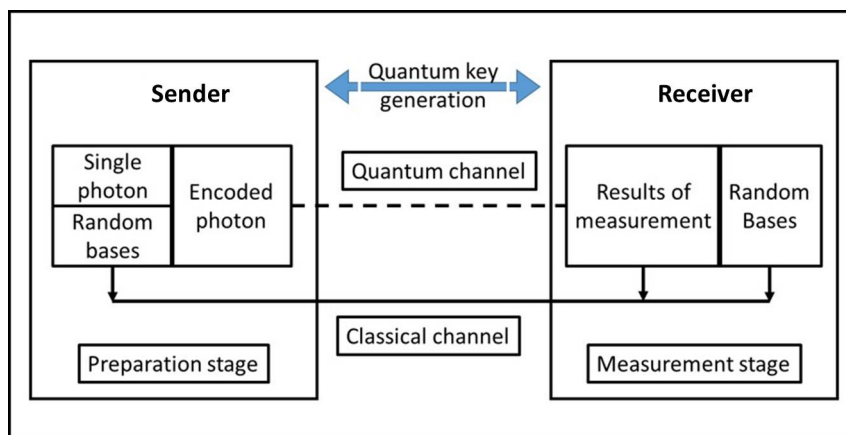 Sender
Quantum key
generation
Receiver
Single
photon
Random
bases
Encoded
photon
Quantum channel
Results of
measurement
Random
Bases
Classical channel
Preparation stage
Measurement stage